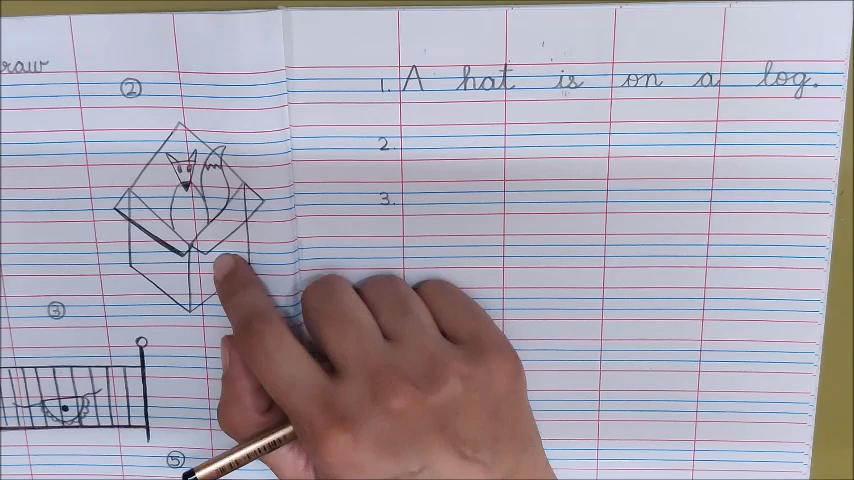 raw
②
1. A hat is on a log.
2.
3.
③
⑤